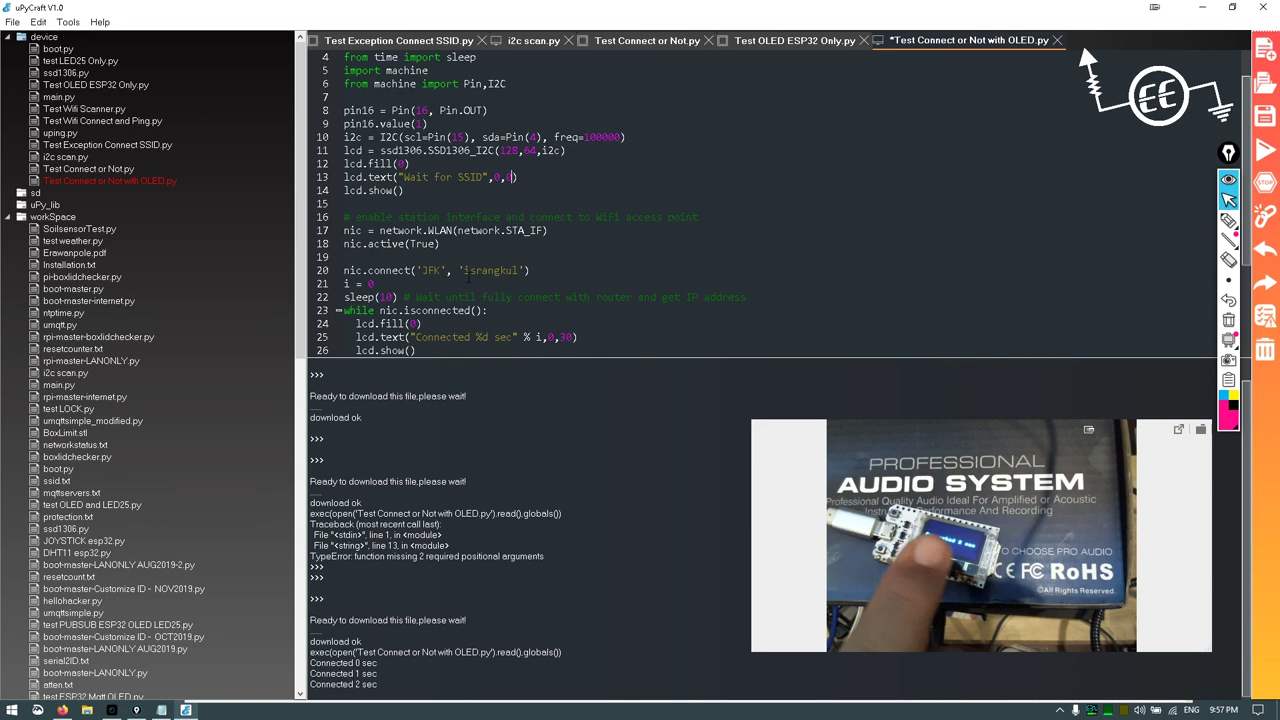 uPyCraft V1.0
File Edit Tools Help
device
boot.py
test LED25 Only.py
ssd1306.py
Test OLED ESP32 Only.py
main.py
Test Wifi Scanner.py
Test Wifi Connect and Ping.py
uping.py
Test Exception Connect SSID.py
i2c scan.py
Test Connect or Not.py
Test Connect or Not with OLED.py
sd
uPy_lib
workSpace
SoilsensorTest.py
test weather.py
Erawanpole.pdf
Installation.txt
pi-boxlidchecker.py
boot-master.py
boot-master-internet.py
ntptime.py
umqtt.py
rpi-master-boxlidchecker.py
resetcounter.txt
rpi-master-LANONLY.py
i2c scan.py
main.py
rpi-master-internet.py
test LOCK.py
umqttsimple_modified.py
BoxLimit.stl
networkstatus.txt
boxlidchecker.py
boot.py
ssid.txt
mqttservers.txt
test OLED and LED25.py
protection.txt
ssd1306.py
JOYSTICK esp32.py
DHT11 esp32.py
boot-master-LANONLY AUG2019-2.py
resetcount.txt
boot-master-Customize ID - NOV2019.py
hellohacker.py
umqttsimple.py
test PUBSUB ESP32 OLED LED25.py
boot-master-Customize ID - OCT2019.py
boot-master-LANONLY AUG2019.py
serial2ID.txt
boot-master-LANONLY.py
atten.txt
test ESP32 Mqtt OLED.py
Test Exception Connect SSID.py
i2c scan.py
Test Connect or Not.py
Test OLED ESP32 Only.py
*Test Connect or Not with OLED.py
4 from time import sleep
5 import machine
6 from machine import Pin,I2C
7
8 pin16 = Pin(16, Pin.OUT)
9 pin16.value(1)
10 i2c = I2C(scl=Pin(15), sda=Pin(4), freq=100000)
11 lcd = ssd1306.SSD1306_I2C(128,64,i2c)
12 lcd.fill(0)
13 lcd.text("Wait for SSID",0,0)
14 lcd.show()
15
16 # enable station interface and connect to WiFi access point
17 nic = network.WLAN(network.STA_IF)
18 nic.active(True)
19
20 nic.connect('JFK', 'israngkul')
21 i = 0
22 sleep(10) # Wait until fully connect with router and get IP address
23 while nic.isconnected():
24 lcd.fill(0)
25 lcd.text("Connected %d sec" % i,0,30)
26 lcd.show()
>>>
Ready to download this file,please wait!
....
download ok
>>>
>>>
Ready to download this file,please wait!
....
download ok
exec(open('Test Connect or Not with OLED.py').read(),globals())
Traceback (most recent call last):
File "<stdin>", line 1, in <module>
File "<string>", line 13, in <module>
TypeError: function missing 2 required positional arguments
>>>
>>>
>>>
Ready to download this file,please wait!
....
download ok
exec(open('Test Connect or Not with OLED.py').read(),globals())
Connected 0 sec
Connected 1 sec
Connected 2 sec
EE
STOP
PROFESSIONAL
AUDIO SYSTEM
Professional Quality Audio Ideal For Amplified or Acoustic
Performance And Recording
2 sec
TO CHOOSE PRO AUDIO
CE FC RoHS
©All Rights Reserved.
ENG 9:57 PM